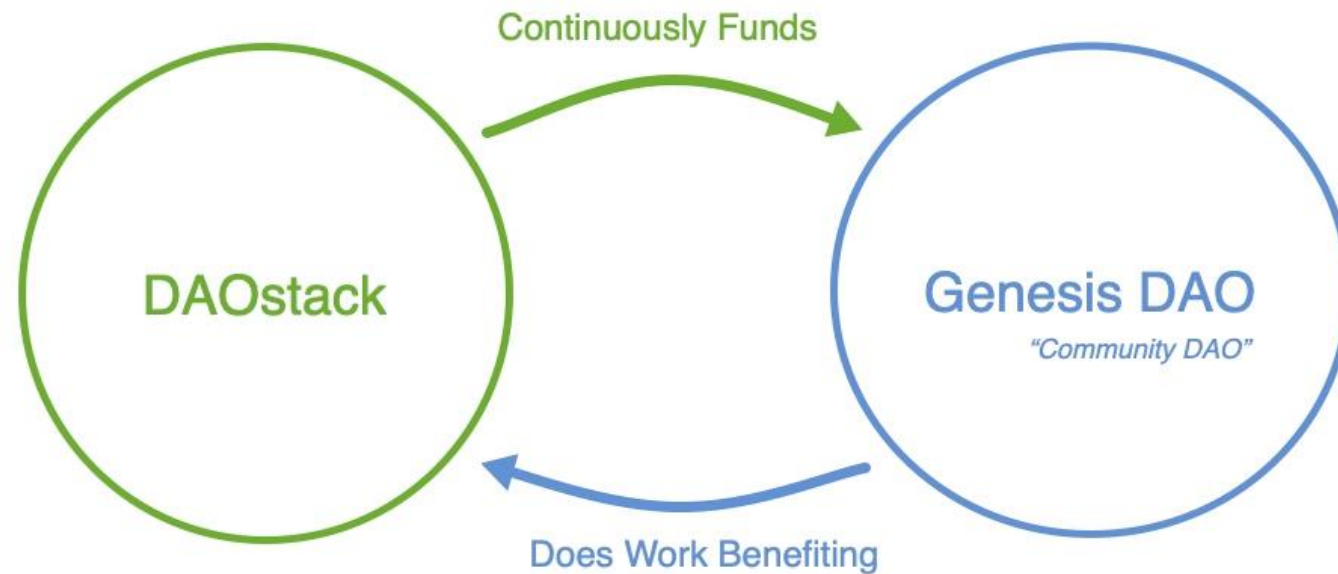 Continuously Funds
DAOstack
Genesis DAO
“Community DAO”
Does Work Benefiting